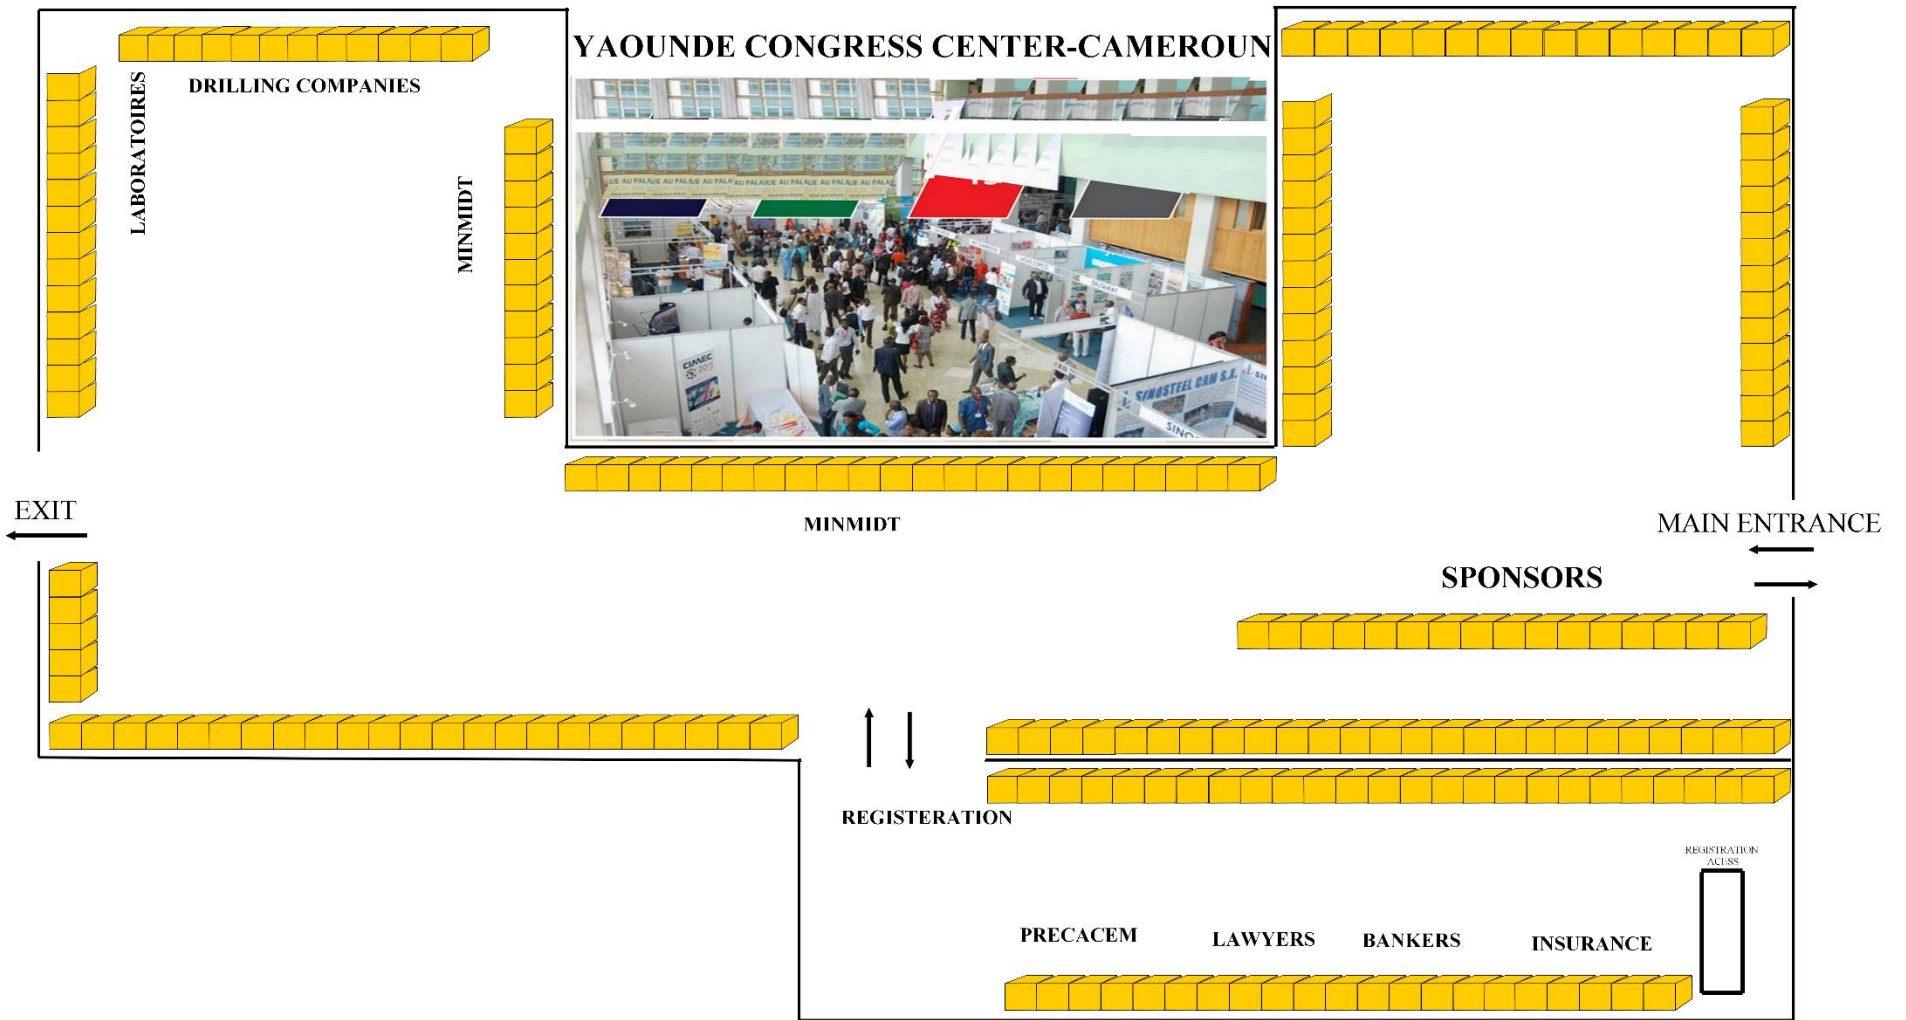 YAOUNDE CONGRESS CENTER-CAMEROUN
DRILLING COMPANIES
LABORATOIRES
MINMIDT
CIMEC
DELTAMAT
SINOSTEEL CAM S.A.
EXIT
MINMIDT
MAIN ENTRANCE
SPONSORS
REGISTERATION
REGISTRATION
ACESS
PRECACEM
LAWYERS
BANKERS
INSURANCE